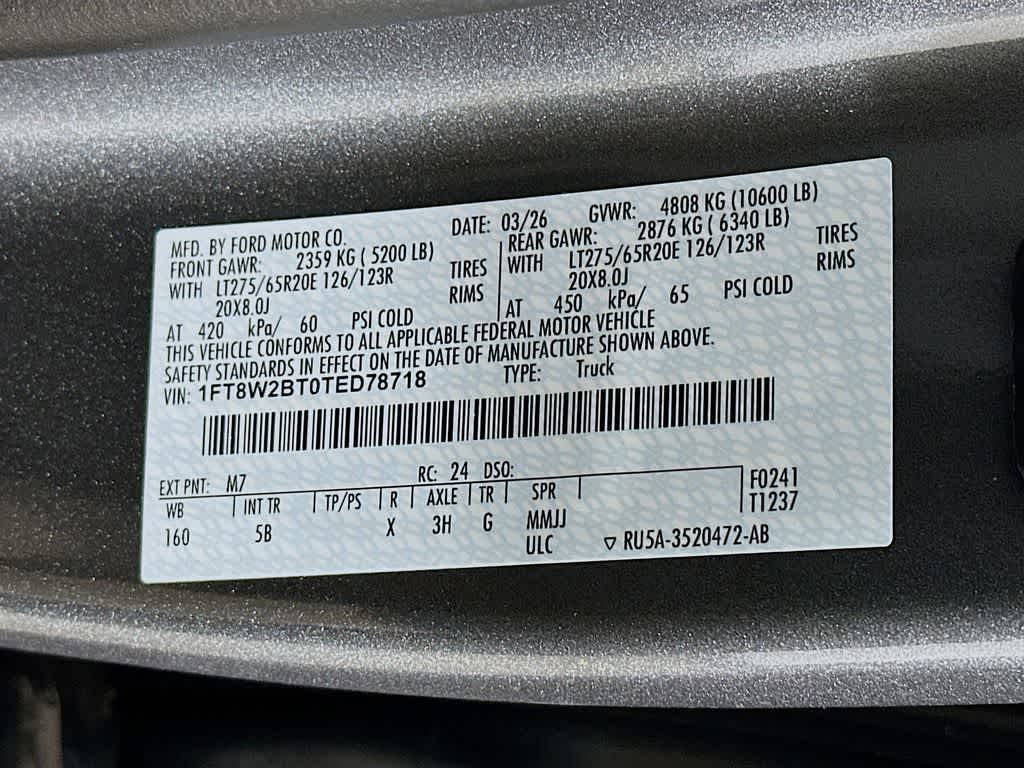 MFD. BY FORD MOTOR CO. DATE: 03/26 GVWR: 4808 KG (10600 LB)
FRONT GAWR: 2359 KG ( 5200 LB) REAR GAWR: 2876 KG ( 6340 LB)
WITH LT275/65R20E 126/123R TIRES WITH LT275/65R20E 126/123R TIRES
20X8.0J RIMS 20X8.0J RIMS
AT 420 kPa/ 60 PSI COLD AT 450 kPa/ 65 PSI COLD
THIS VEHICLE CONFORMS TO ALL APPLICABLE FEDERAL MOTOR VEHICLE
SAFETY STANDARDS IN EFFECT ON THE DATE OF MANUFACTURE SHOWN ABOVE.
VIN: 1FT8W2BT0TED78718 TYPE: Truck
EXT PNT: M7 RC: 24 DSO: F0241
WB INT TR TP/PS R AXLE TR SPR T1237
160 5B X 3H G MMJJ
ULC RU5A-3520472-AB